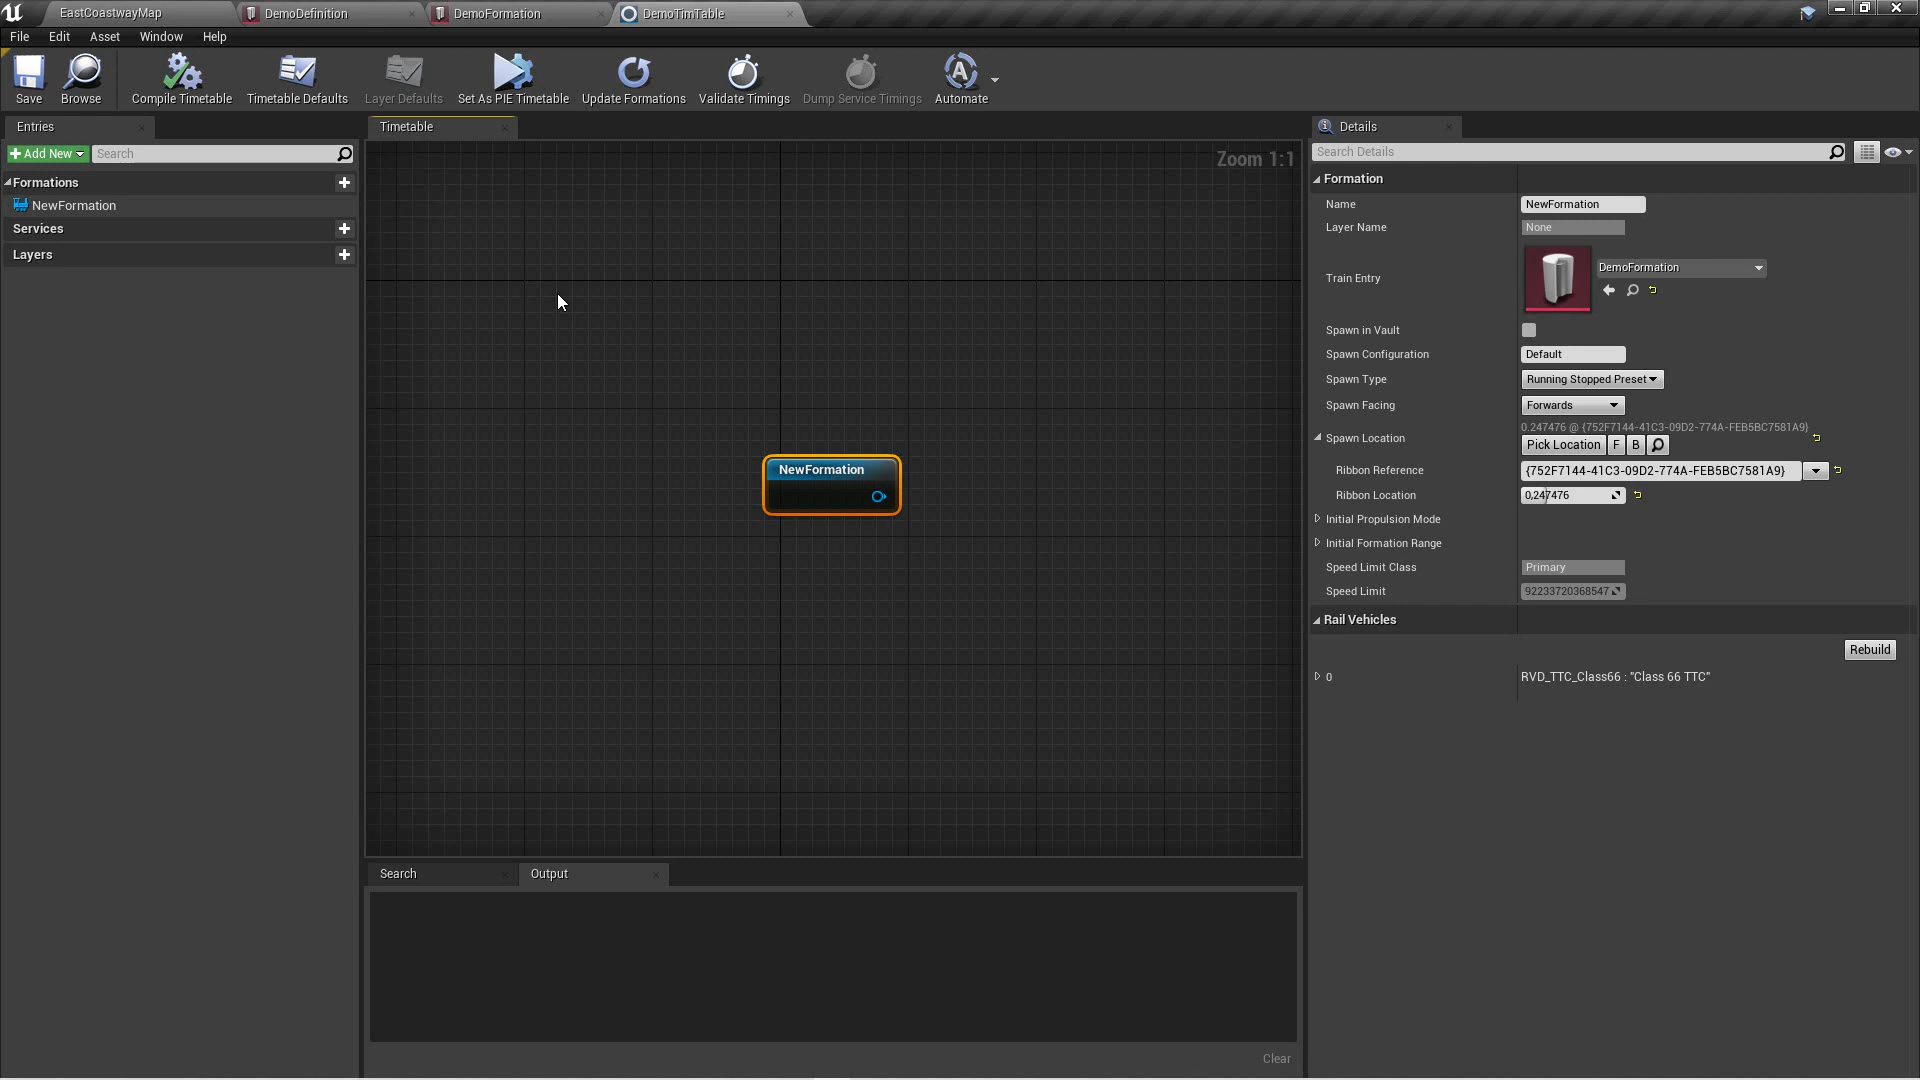 EastCoastwayMap
DemoDefinition
DemoFormation
DemoTimTable
File Edit Asset Window Help
Save
Browse
Compile Timetable
Timetable Defaults
Layer Defaults
Set As PIE Timetable
Update Formations
Validate Timings
Dump Service Timings
Automate
Entries
Add New
Search
Formations
NewFormation
Services
Layers
Timetable
Zoom 1:1
NewFormation
Search
Output
Clear
Details
Search Details
Formation
Name NewFormation
Layer Name None
Train Entry DemoFormation
Spawn in Vault
Spawn Configuration Default
Spawn Type Running Stopped Preset
Spawn Facing Forwards
0.247476 @ {752F7144-41C3-09D2-774A-FEB5BC7581A9}
Spawn Location Pick Location F B
Ribbon Reference {752F7144-41C3-09D2-774A-FEB5BC7581A9}
Ribbon Location 0,247476
Initial Propulsion Mode
Initial Formation Range
Speed Limit Class Primary
Speed Limit 92233720368547
Rail Vehicles
Rebuild
0 RVD_TTC_Class66 : "Class 66 TTC"